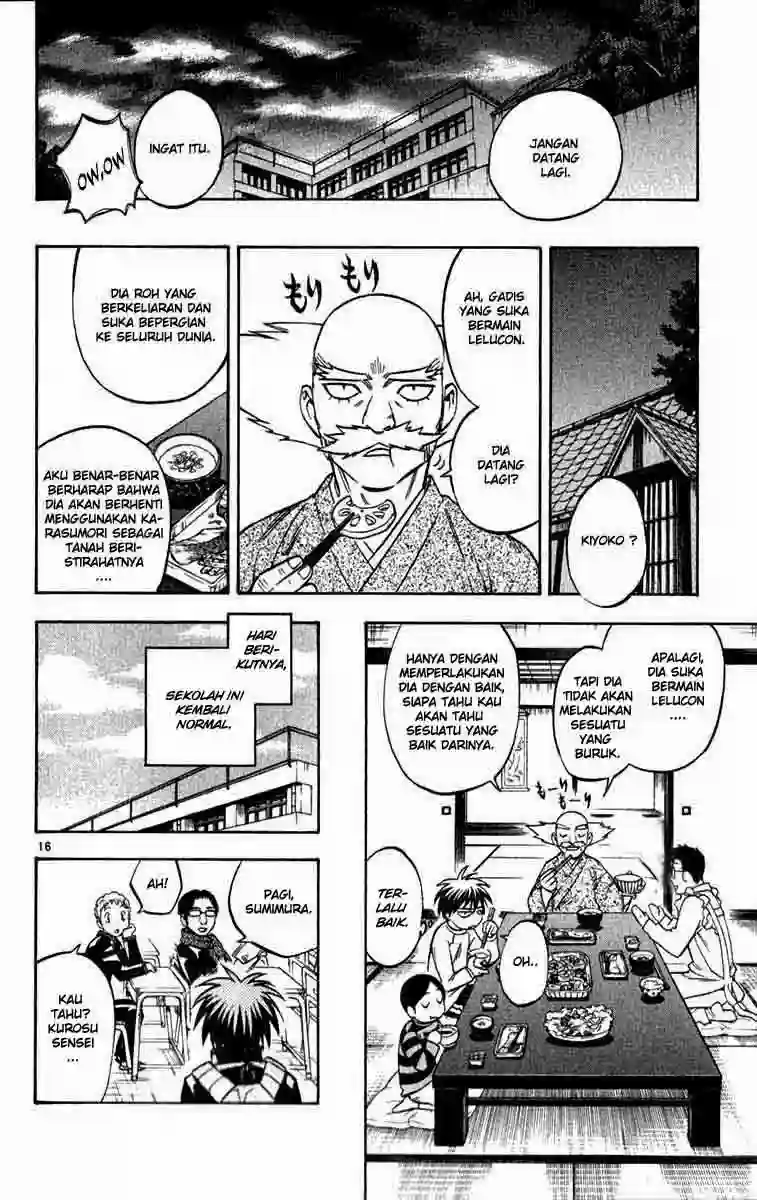 JANGAN
DATANG
LAGI.
INGAT ITU.
OW,OW
KIYOKO ?
AH, GADIS
YANG SUKA
BERMAIN
LELUCON.
DIA
DATANG
LAGI?
もり もり
DIA ROH YANG
BERKELIARAN DAN
SUKA BEPERGIAN
KE SELURUH DUNIA.
AKU BENAR-BENAR
BERHARAP BAHWA
DIA AKAN BERHENTI
MENGGUNAKAN KA-
RASUMORI SEBAGAI
TANAH BERI-
STIRAHATNYA
....
APALAGI,
DIA SUKA
BERMAIN
LELUCON
....
TAPI DIA
TIDAK AKAN
MELAKUKAN
SESUATU
YANG
BURUK.
HANYA DENGAN
MEMPERLAKUKAN
DIA DENGAN BAIK,
SIAPA TAHU KAU
AKAN TAHU
SESUATU YANG
BAIK DARINYA.
もーり もーり
TER-
LALU
BAIK.
OH..
HARI
BERI-
KUTNYA,
SEKOLAH INI
KEMBALI
NORMAL.
16
PAGI,
SUMIMURA.
AH!
KAU
TAHU?
KUROSU
SENSEI
...